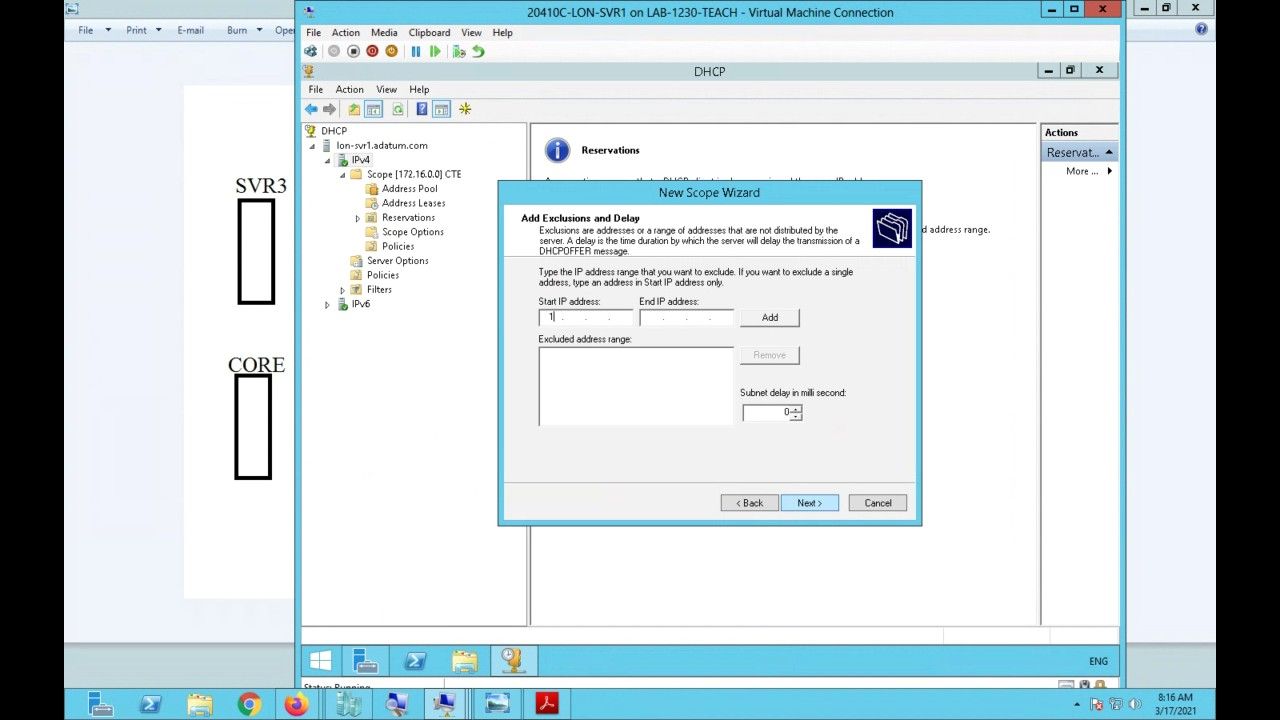 20410C-LON-SVR1 on LAB-1230-TEACH - Virtual Machine Connection
File Print E-mail Burn Open
File Action Media Clipboard View Help
DHCP
File Action View Help
DHCP
lon-svr1.adatum.com
IPv4
Scope [172.16.0.0] CTE
Address Pool
Address Leases
Reservations
Scope Options
Policies
Server Options
Policies
Filters
IPv6
SVR3
CORE
Reservations
d address range.
Actions
Reservat...
More ...
New Scope Wizard
Add Exclusions and Delay
Exclusions are addresses or a range of addresses that are not distributed by the
server. A delay is the time duration by which the server will delay the transmission of a
DHCPOFFER message.
Type the IP address range that you want to exclude. If you want to exclude a single
address, type an address in Start IP address only.
Start IP address: End IP address:
1 . . . . . .
Add
Excluded address range:
Remove
Subnet delay in milli second:
0
< Back Next > Cancel
ENG
Status: Running
8:16 AM
3/17/2021